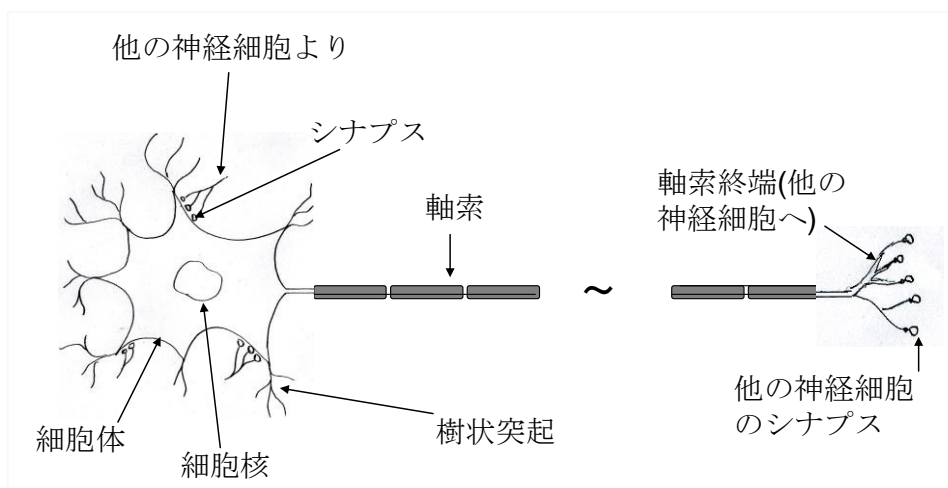 他の神経細胞より
シナプス
軸索
軸索終端(他の
神経細胞へ)
~
他の神経細胞
のシナプス
樹状突起
細胞体
細胞核